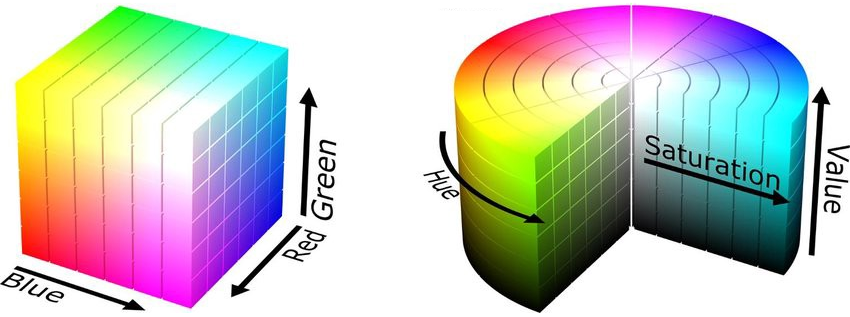 Blue
Red
Green
Hue
Saturation
Value